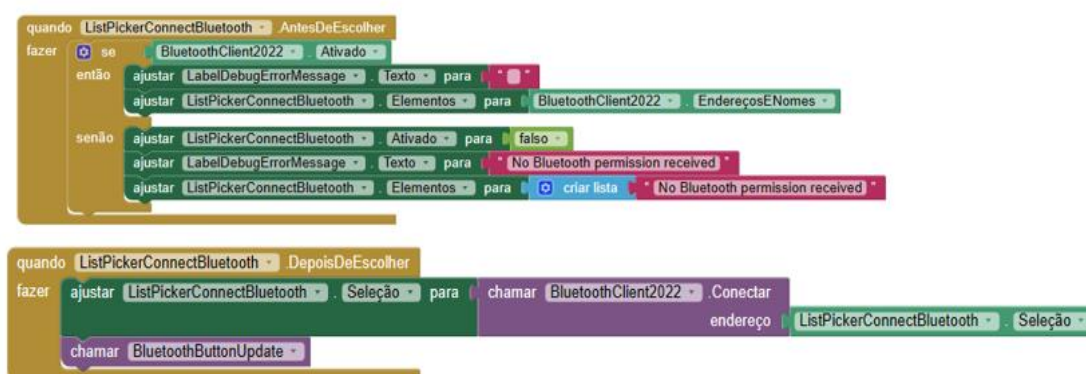 quando ListPickerConnectBluetooth .AntesDeEscolher
fazer se BluetoothClient2022 . Ativado
então ajustar LabelDebugErrorMessage . Texto para " "
ajustar ListPickerConnectBluetooth . Elementos para BluetoothClient2022 . EndereçosENomes
senão ajustar ListPickerConnectBluetooth . Ativado para falso
ajustar LabelDebugErrorMessage . Texto para " No Bluetooth permission received "
ajustar ListPickerConnectBluetooth . Elementos para criar lista " No Bluetooth permission received "
quando ListPickerConnectBluetooth .DepoisDeEscolher
fazer ajustar ListPickerConnectBluetooth . Seleção para chamar BluetoothClient2022 .Conectar
endereço ListPickerConnectBluetooth . Seleção
chamar BluetoothButtonUpdate